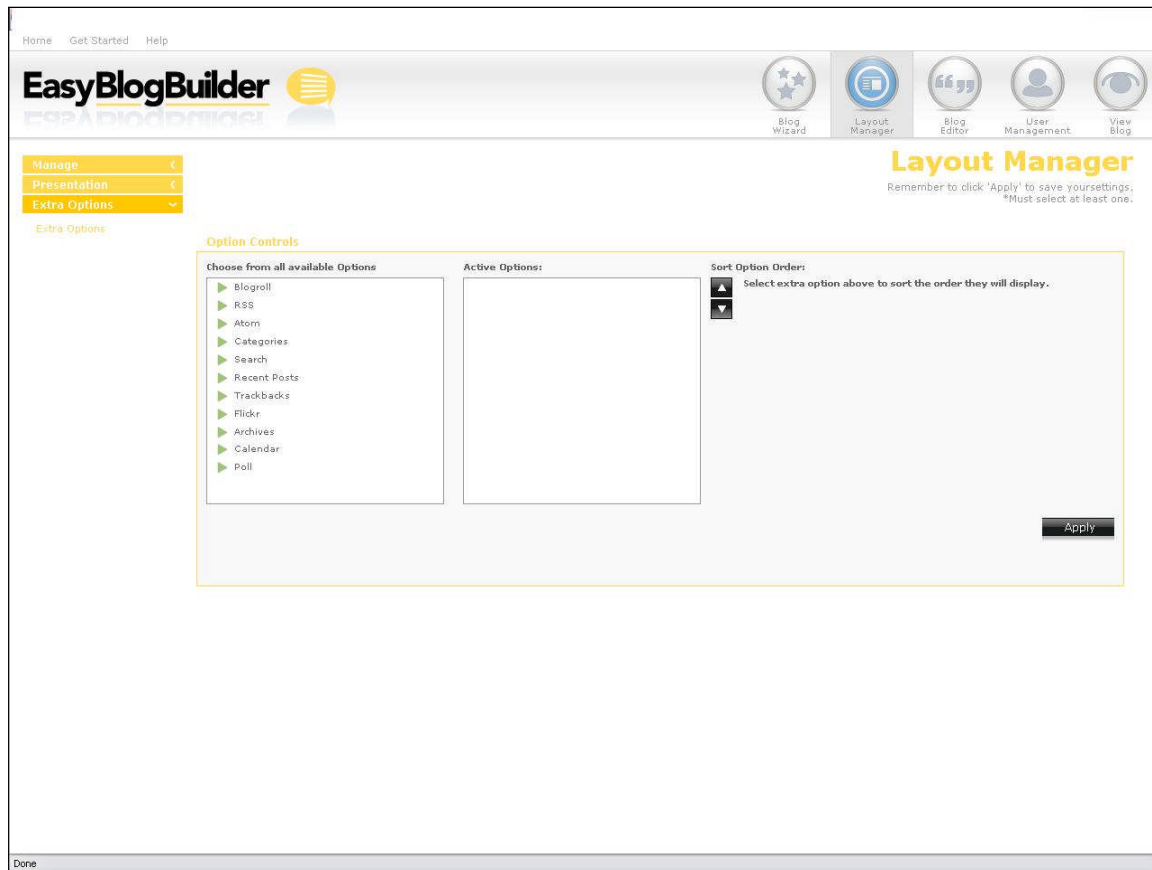 Home Get Started Help
EasyBlogBuilder
Blog Wizard
Layout Manager
Blog Editor
User Management
View Blog
Manage
Presentation
Extra Options
Extra Options
Layout Manager
Remember to click 'Apply' to save yoursettings.
*Must select at least one.
Option Controls
Choose from all available Options
Blogroll
RSS
Atom
Categories
Search
Recent Posts
Trackbacks
Flickr
Archives
Calendar
Poll
Active Options:
Sort Option Order:
Select extra option above to sort the order they will display.
Apply
Done